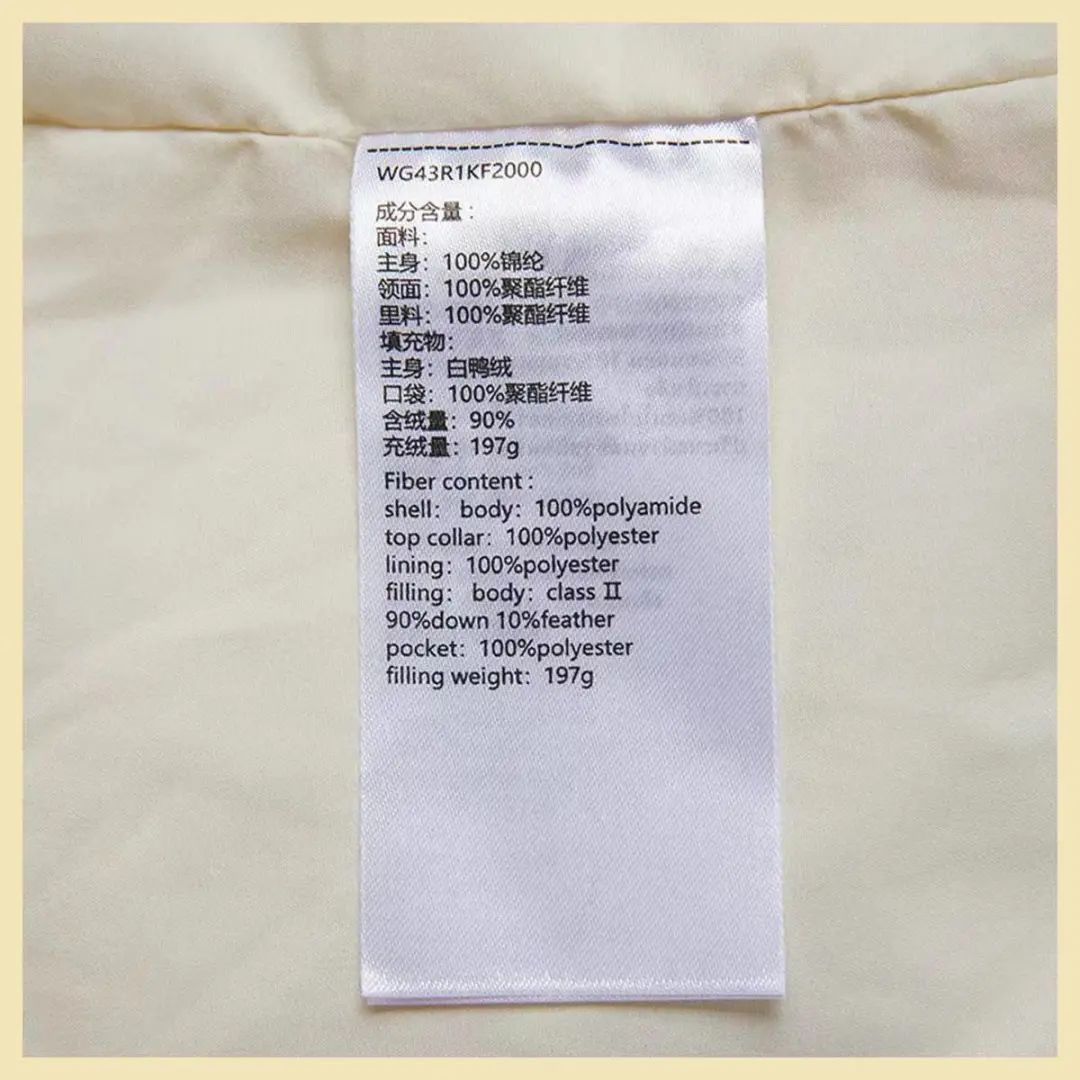 WG43R1KF2000
成分含量：
面料：
主身：100%锦纶
领面：100%聚酯纤维
里料：100%聚酯纤维
填充物：
主身：白鸭绒
口袋：100%聚酯纤维
含绒量：90%
充绒量：197g
Fiber content：
shell： body：100%polyamide
top collar：100%polyester
lining：100%polyester
filling： body：class Ⅱ
90%down 10%feather
pocket：100%polyester
filling weight：197g